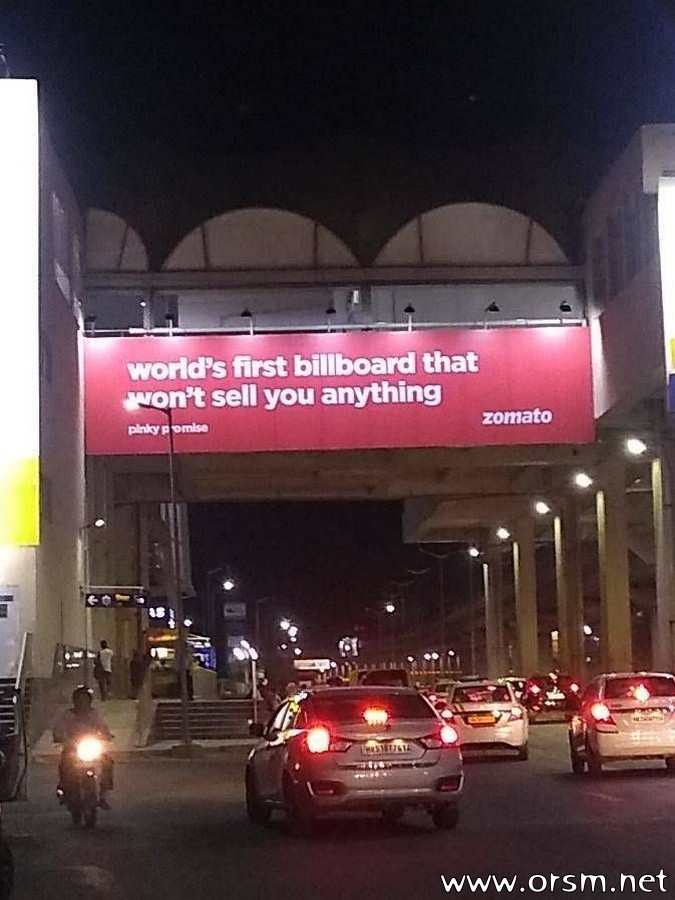 world's first billboard that
won't sell you anything
pinky promise
zomato
www.orsm.net